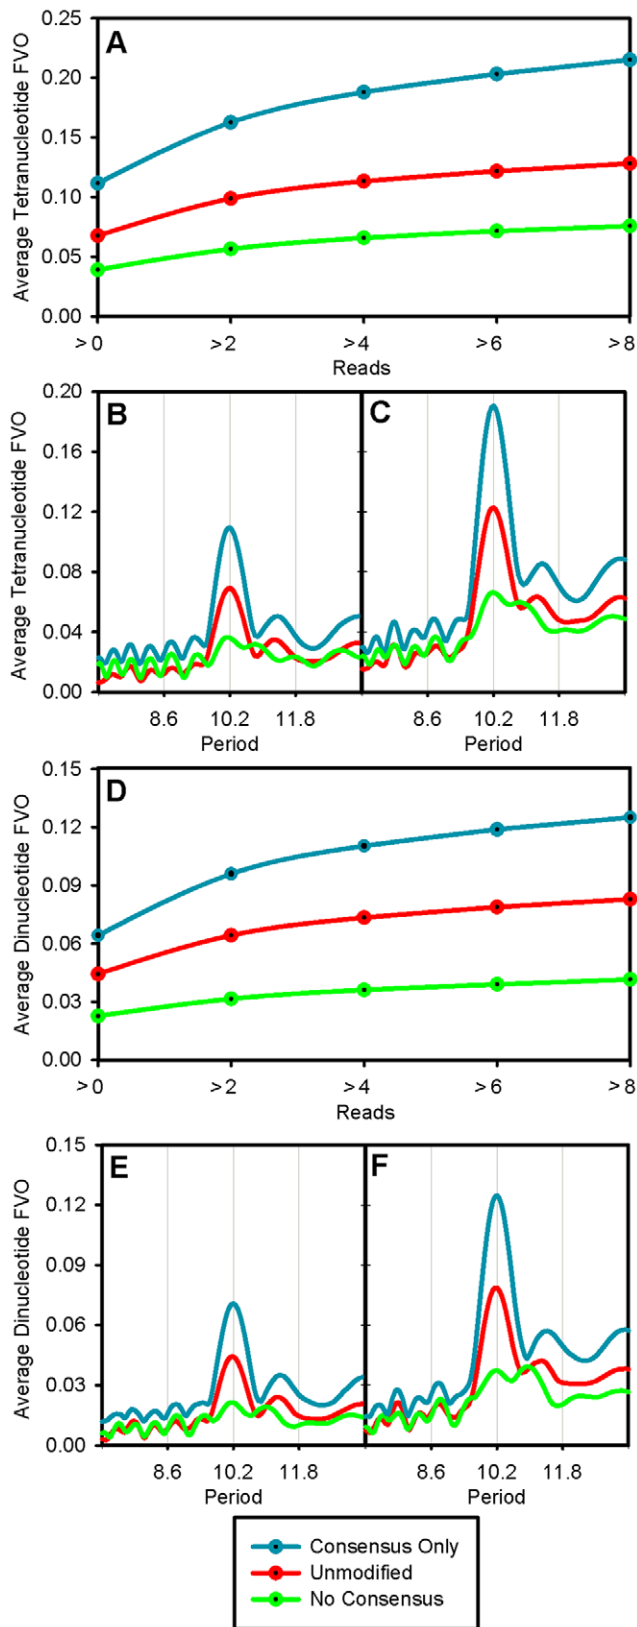 A
0.25
0.20
0.15
0.10
0.05
0.00
Average Tetranucleotide FVO
>0 >2 >4 >6 >8
Reads
B C
0.20
0.16
0.12
0.08
0.04
0.00
Average Tetranucleotide FVO
8.6 10.2 11.8 8.6 10.2 11.8
Period Period
D
0.15
0.12
0.09
0.06
0.03
0.00
Average Dinucleotide FVO
>0 >2 >4 >6 >8
Reads
E F
0.15
0.12
0.09
0.06
0.03
0.00
Average Dinucleotide FVO
8.6 10.2 11.8 8.6 10.2 11.8
Period Period
Consensus Only
Unmodified
No Consensus